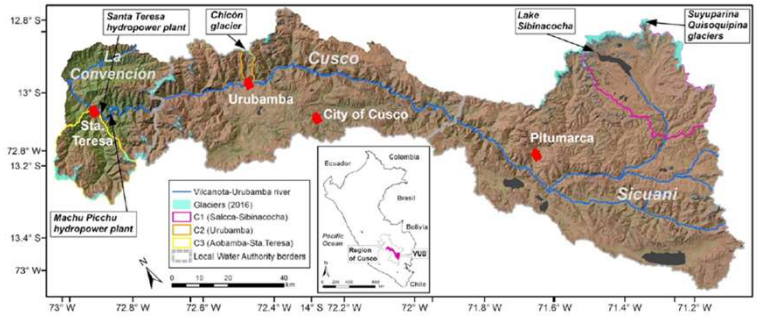 Santa Teresa
hydropower plant
Chicón
glacier
Lake
Sibinacocha
Suyuparina
Quisoquipina
glaciers
12.8° S
La
Convención
Cusco
13° S
Urubamba
City of Cusco
Sta.
Teresa
Pitumarca
72.8° W
13.2° S
Sicuani
Machu Picchu
hydropower plant
Vilcanota-Urubamba river
Glaciers (2016)
C1 (Salcca-Sibinacocha)
C2 (Urubamba)
C3 (Aobamba-Sta.Teresa)
Local Water Authority borders
Ecuador
Colombia
Brasil
Bolivia
Pacific
Ocean
Region
of Cusco
VUB
Chile
N
0 200 400
km
13.4° S
73° W
N
0 10 20 40
km
73° W
72.8° W
72.4° W
14° S
72.2° W
72° W
71.8° W
71.6° W
71.4° W
71.2° W